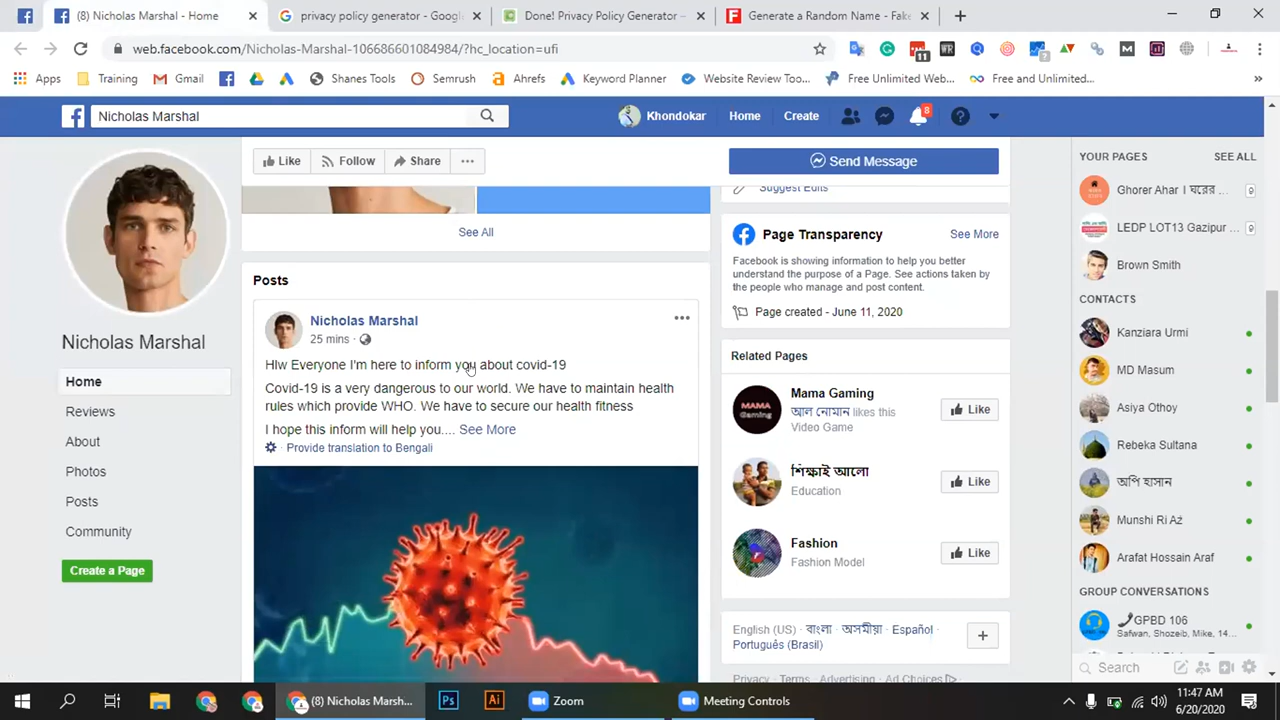 (8) Nicholas Marshal - Home
privacy policy generator - Google
Done! Privacy Policy Generator -
Generate a Random Name - Fake
web.facebook.com/Nicholas-Marshal-106686601084984/?hc_location=ufi
11
?
Apps
Training
Gmail
Shanes Tools
Semrush
Ahrefs
Keyword Planner
Website Review Too...
Free Unlimited Web...
Free and Unlimited...
»
Nicholas Marshal
Khondokar
Home
Create
8
Like
Follow
Share
Send Message
Nicholas Marshal
Home
Reviews
About
Photos
Posts
Community
Create a Page
See All
Posts
Nicholas Marshal
25 mins ·
Hlw Everyone I'm here to inform you about covid-19
Covid-19 is a very dangerous to our world. We have to maintain health
rules which provide WHO. We have to secure our health fitness
I hope this inform will help you.... See More
· Provide translation to Bengali
Suggest Edits
Page Transparency
See More
Facebook is showing information to help you better
understand the purpose of a Page. See actions taken by
the people who manage and post content.
Page created - June 11, 2020
Related Pages
MAMA
Gaming
Mama Gaming
আল নোমান likes this
Video Game
Like
শিক্ষাই আলো
Education
Like
Fashion
Fashion Model
Like
English (US) · বাংলা · অসমীয়া · Español ·
Português (Brasil)
Privacy · Terms · Advertising · Ad Choices
YOUR PAGES
SEE ALL
Ghorer Ahar । ঘরের ...
9
LEDP LOT13 Gazipur ...
9
Brown Smith
CONTACTS
Kanziara Urmi
MD Masum
Asiya Othoy
Rebeka Sultana
অপি হাসান
Munshi Ri Az
Arafat Hossain Araf
GROUP CONVERSATIONS
GPBD 106
Safwan, Shozeib, Mike, 14...
Search
(8) Nicholas Marsh...
Ps
Ai
Zoom
Meeting Controls
11:47 AM
6/20/2020